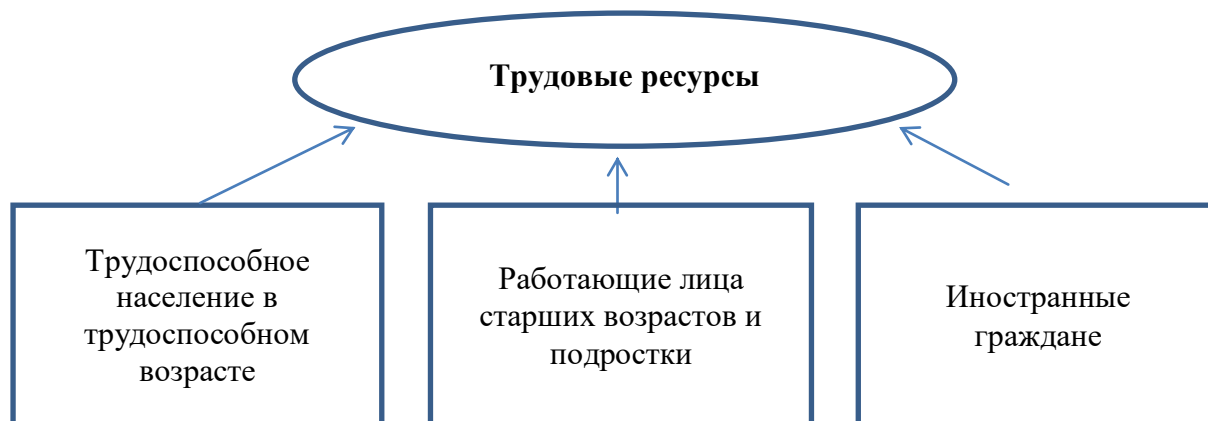 Трудовые ресурсы
Трудоспособное
население в
трудоспособном
возрасте
Работающие лица
старших возрастов и
подростки
Иностранные
граждане